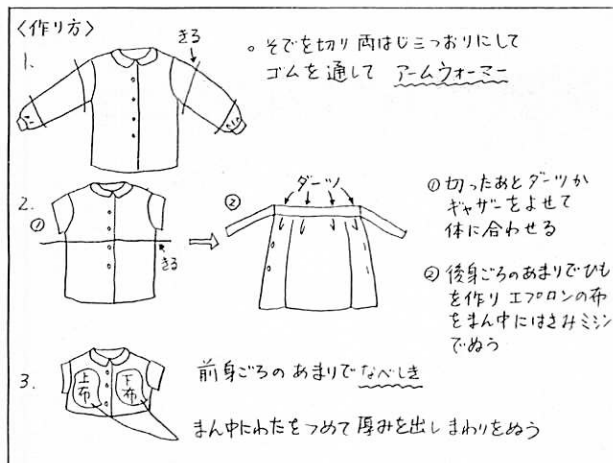 〈作り方〉
1.
きる
。そでを切り両はじ三つおりにして
ゴムを通して アームウォーマー
2.
①
きる
②
ダーツ
①切ったあとダーツか
ギャザーをよせて
体に合わせる
②後身ごろのあまりでひも
を作り エプロンの布
をまん中にはさみミシン
でぬう
3.
上布
下布
前身ごろの あまりで なべしき
まん中にわたをつめて 厚みを出し まわりをぬう